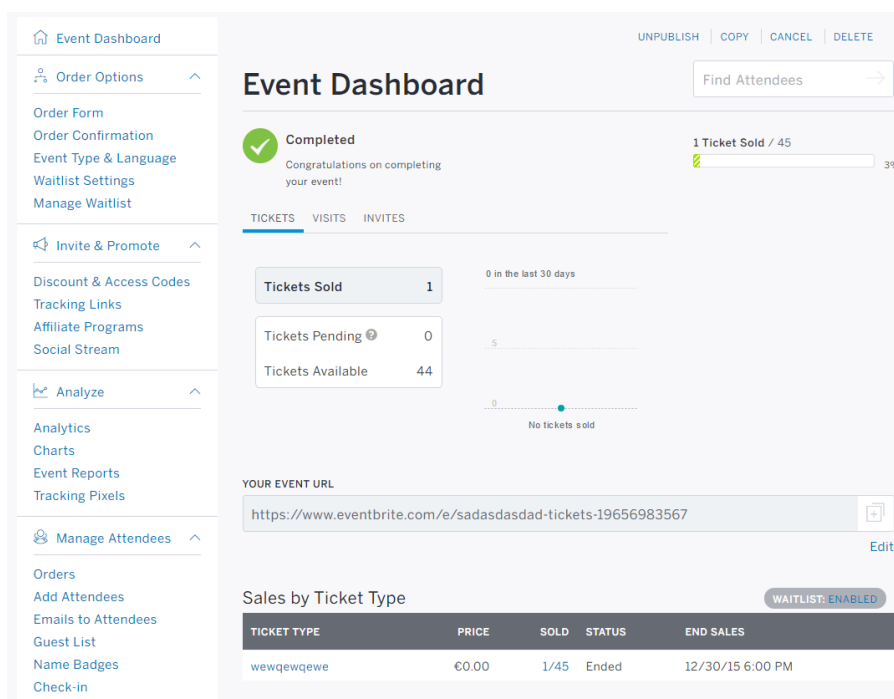 Event Dashboard
Order Options
Order Form
Order Confirmation
Event Type & Language
Waitlist Settings
Manage Waitlist
Invite & Promote
Discount & Access Codes
Tracking Links
Affiliate Programs
Social Stream
Analyze
Analytics
Charts
Event Reports
Tracking Pixels
Manage Attendees
Orders
Add Attendees
Emails to Attendees
Guest List
Name Badges
Check-in
UNPUBLISH COPY CANCEL DELETE
Event Dashboard
Find Attendees
Completed
Congratulations on completing
your event!
1 Ticket Sold / 45
3%
TICKETS VISITS INVITES
Tickets Sold 1
Tickets Pending ? 0
Tickets Available 44
0 in the last 30 days
5
0
No tickets sold
YOUR EVENT URL
https://www.eventbrite.com/e/sadasdasdad-tickets-19656983567
Edit
Sales by Ticket Type
WAITLIST: ENABLED
TICKET TYPE PRICE SOLD STATUS END SALES
wewqewqewe €0.00 1/45 Ended 12/30/15 6:00 PM